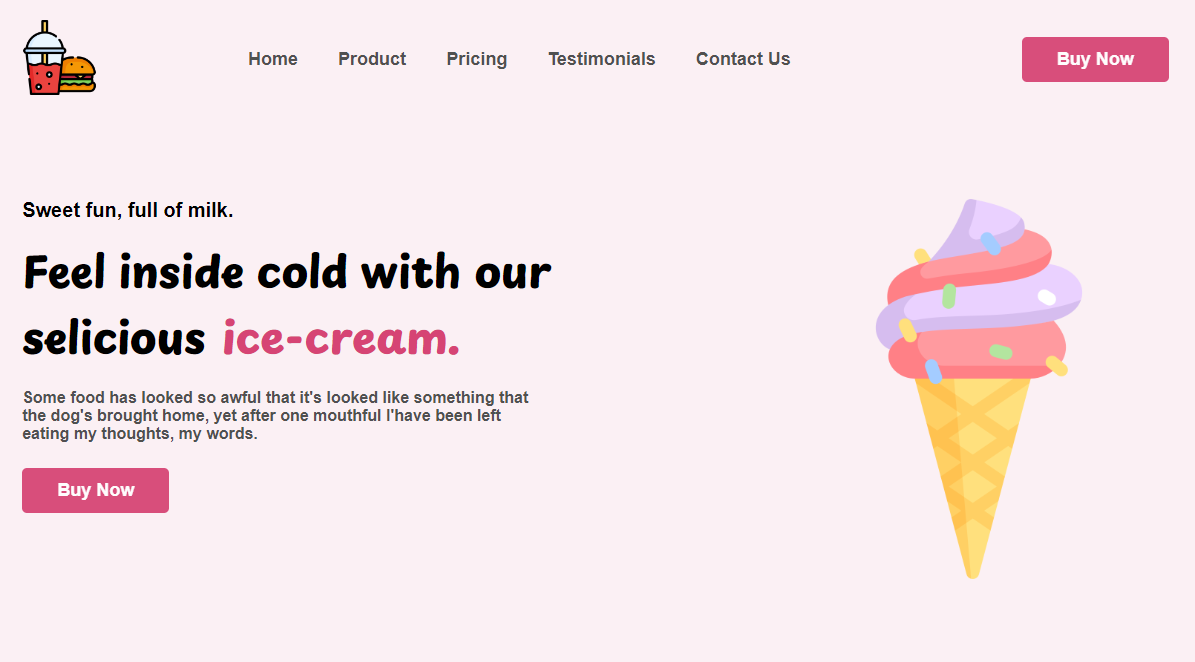 Home
Product
Pricing
Testimonials
Contact Us
Buy Now
Sweet fun, full of milk.
Feel inside cold with our
selicious ice-cream.
Some food has looked so awful that it's looked like something that
the dog's brought home, yet after one mouthful I'have been left
eating my thoughts, my words.
Buy Now